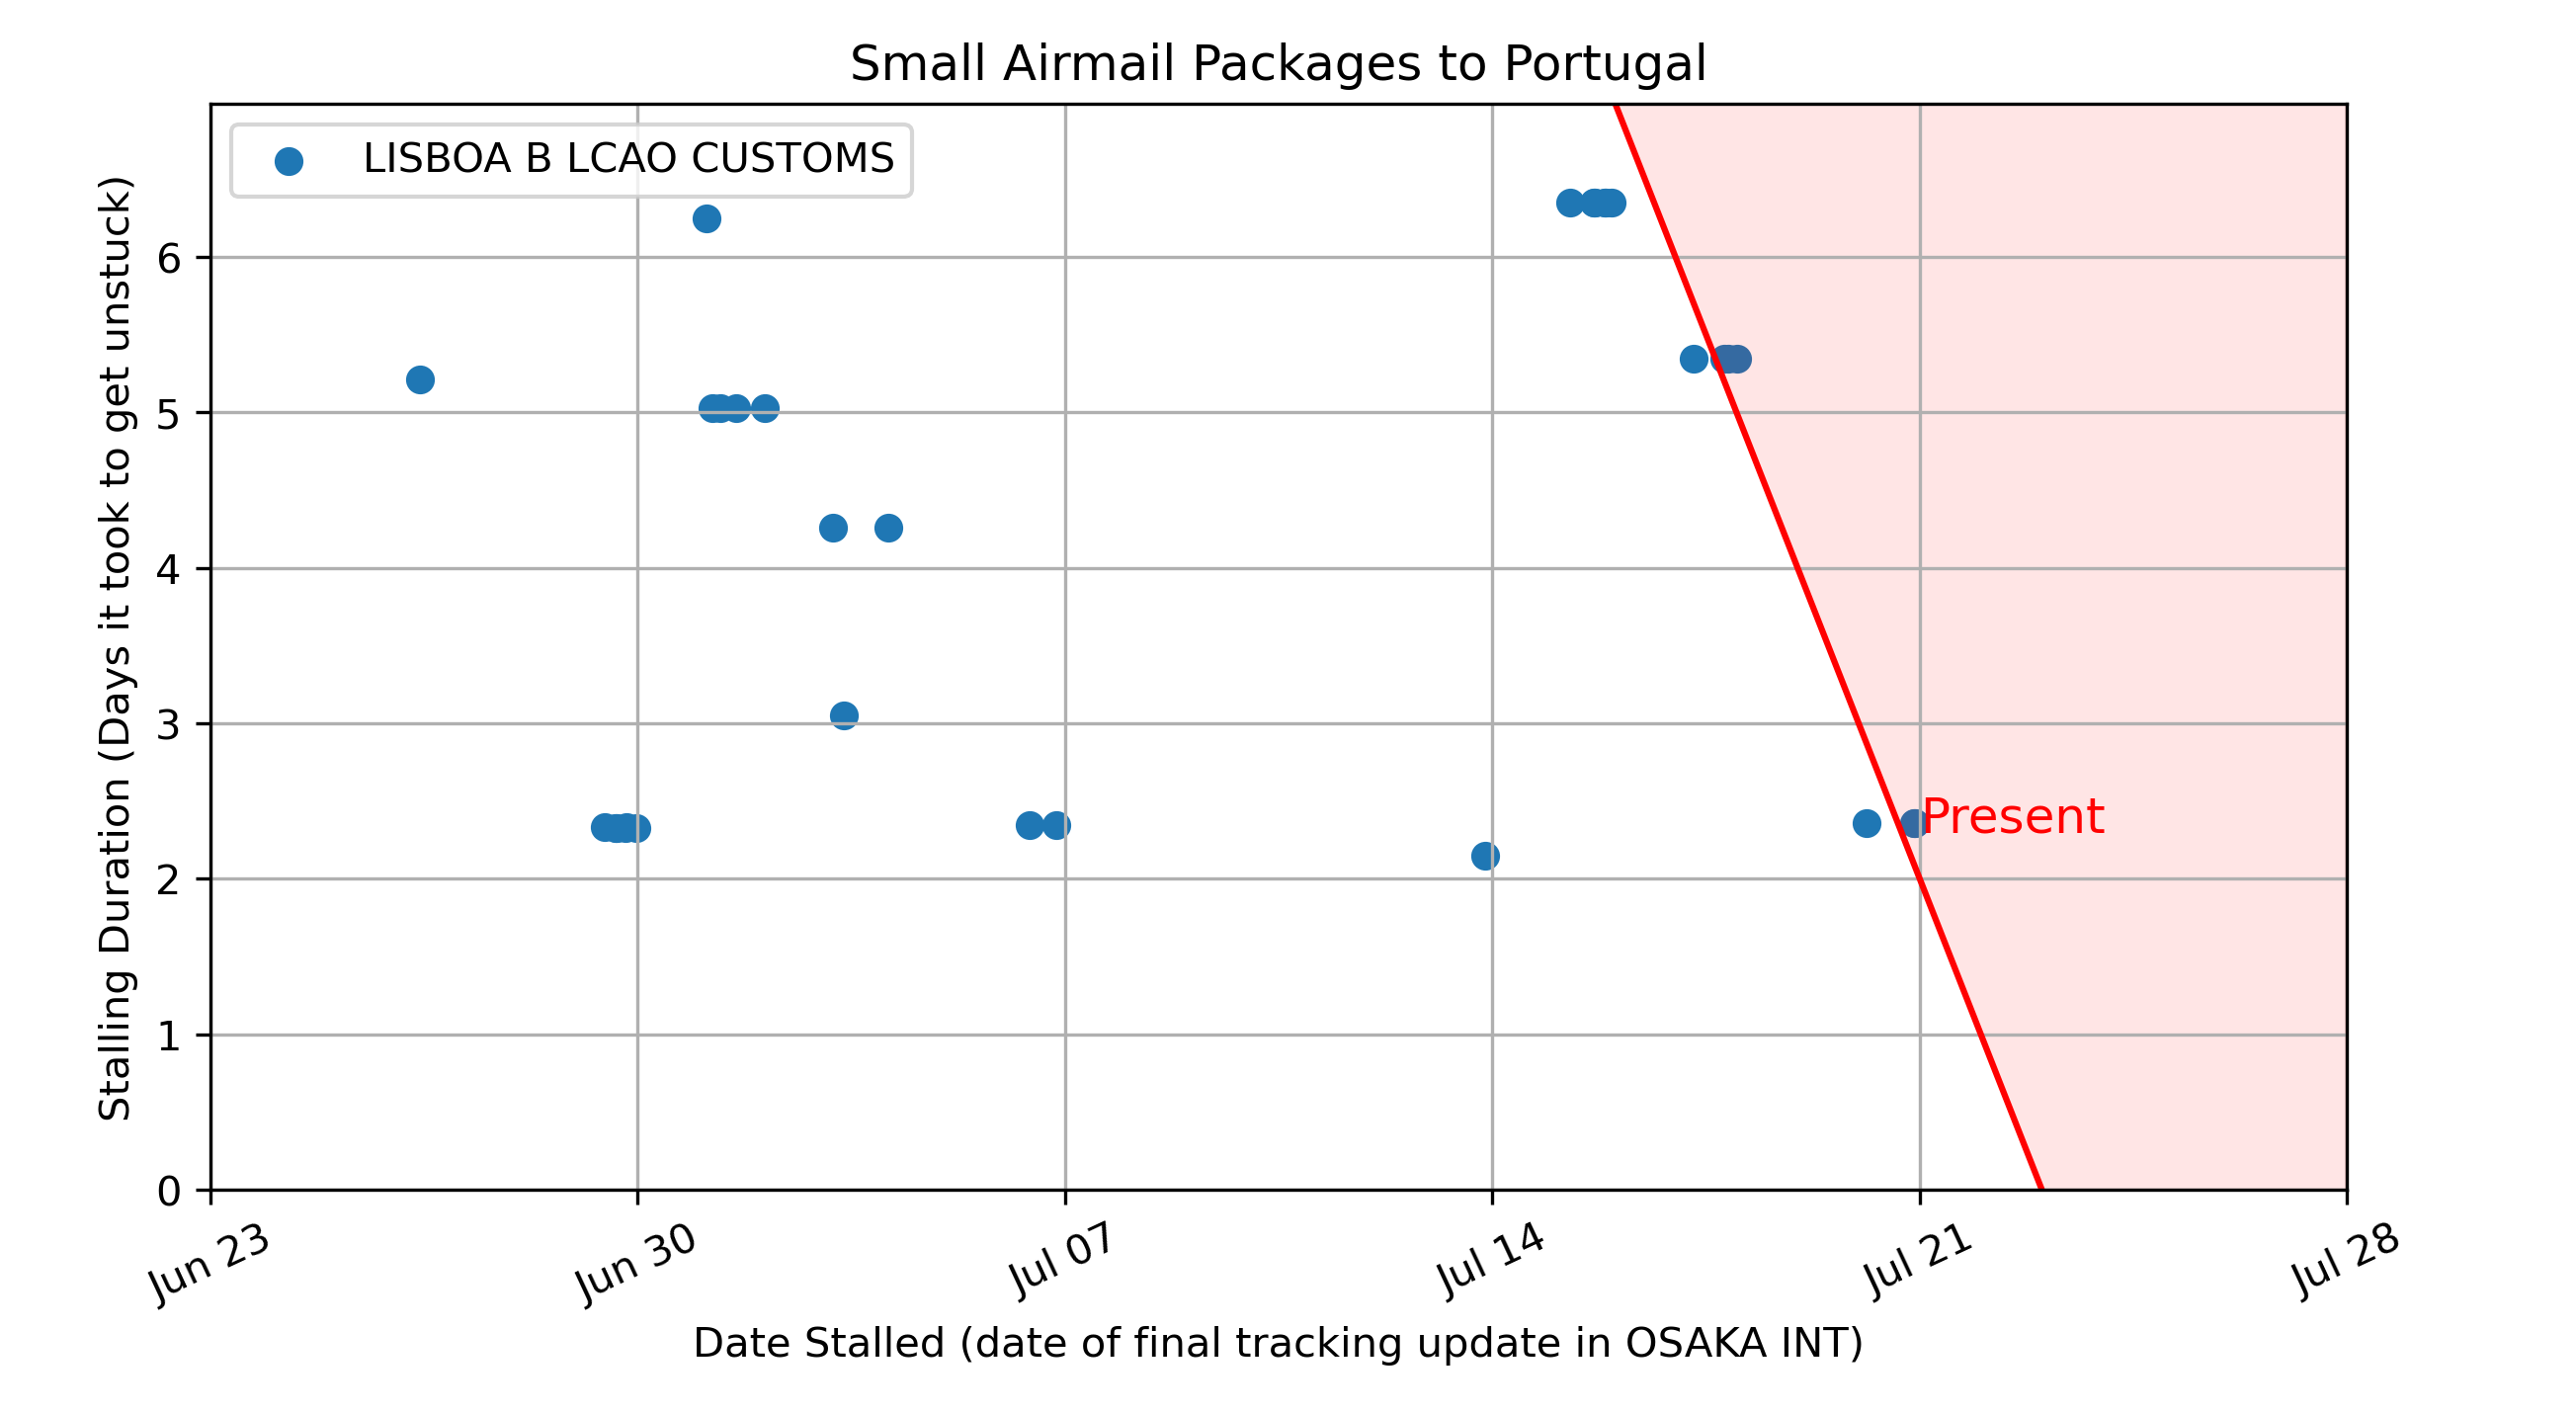 Small Airmail Packages to Portugal
LISBOA B LCAO CUSTOMS
Stalling Duration (Days it took to get unstuck)
6
5
4
3
2
1
0
Present
Jun 23
Jun 30
Jul 07
Jul 14
Jul 21
Jul 28
Date Stalled (date of final tracking update in OSAKA INT)